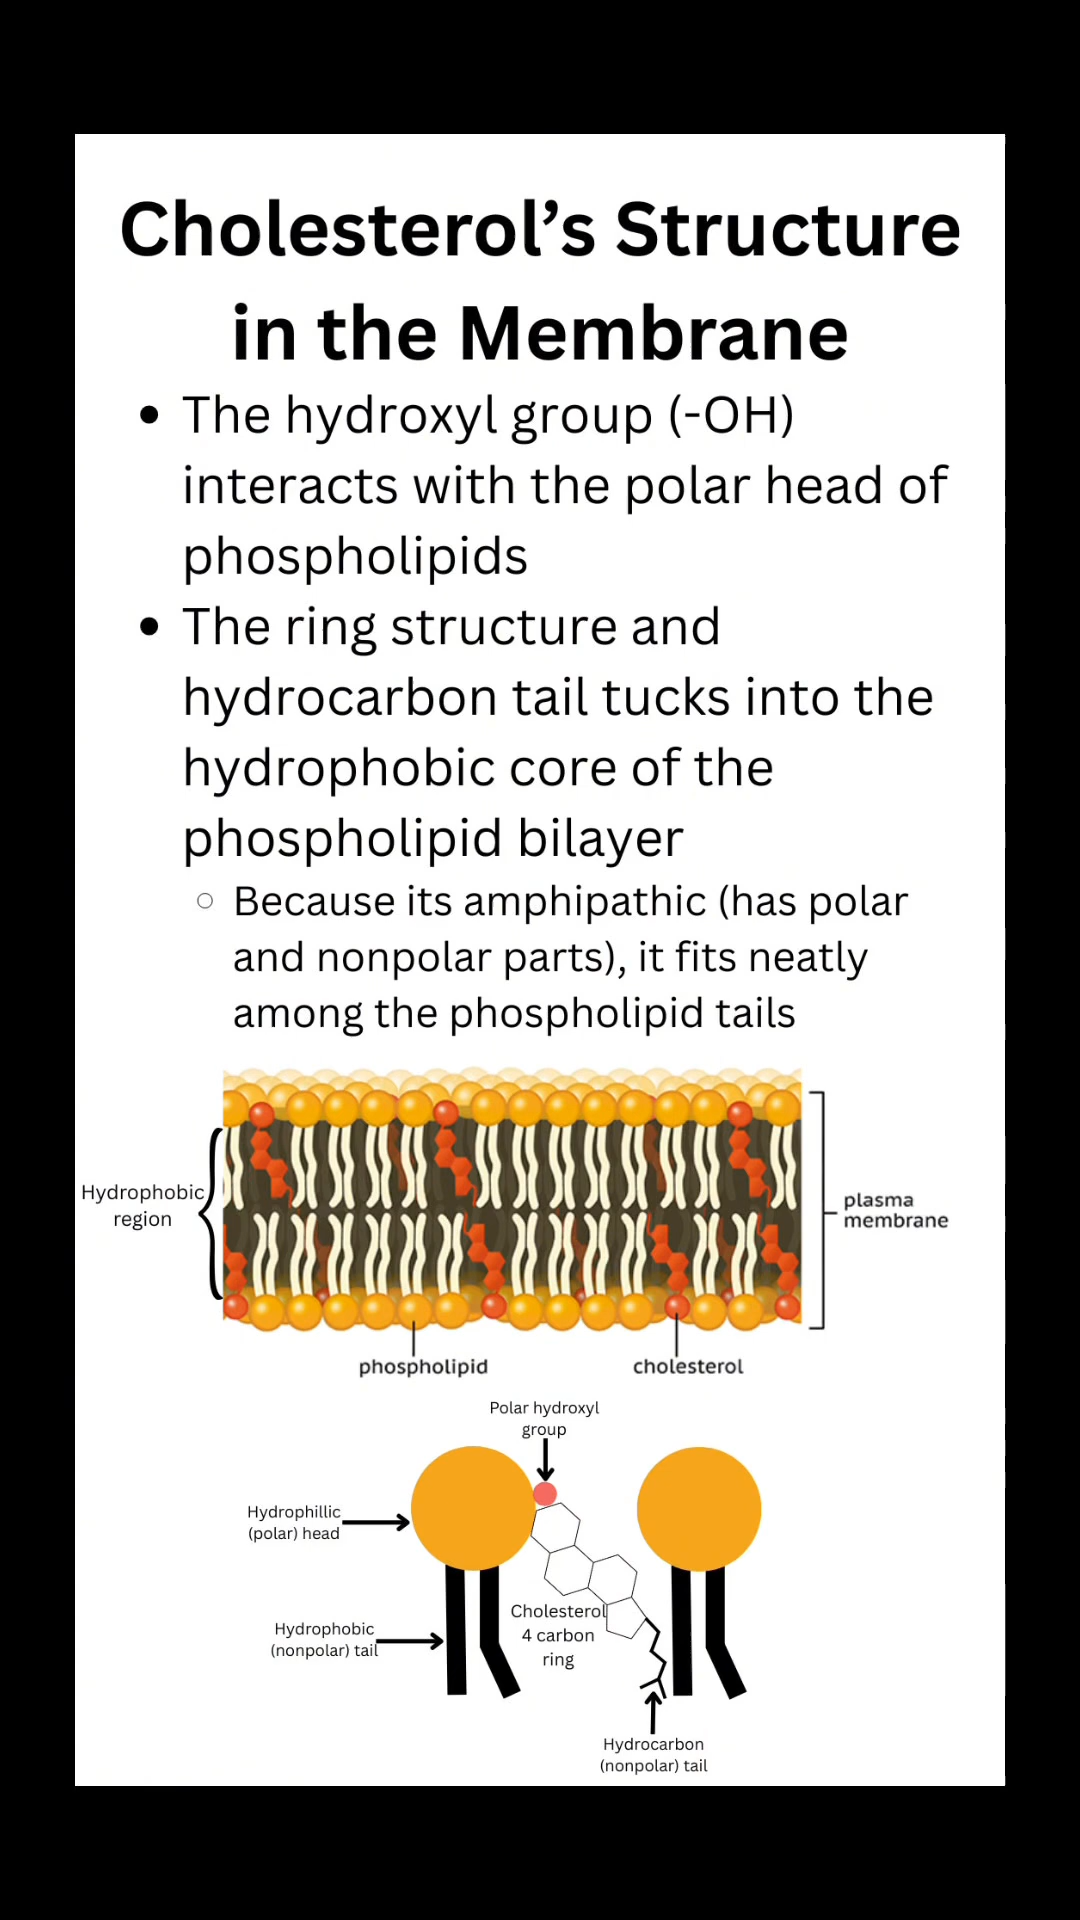 Cholesterol’s Structure
in the Membrane
• The hydroxyl group (-OH)
interacts with the polar head of
phospholipids
• The ring structure and
hydrocarbon tail tucks into the
hydrophobic core of the
phospholipid bilayer
○ Because its amphipathic (has polar
and nonpolar parts), it fits neatly
among the phospholipid tails
Hydrophobic
region
plasma
membrane
phospholipid
cholesterol
Polar hydroxyl
group
Hydrophillic
(polar) head
Hydrophobic
(nonpolar) tail
Cholesterol
4 carbon
ring
Hydrocarbon
(nonpolar) tail